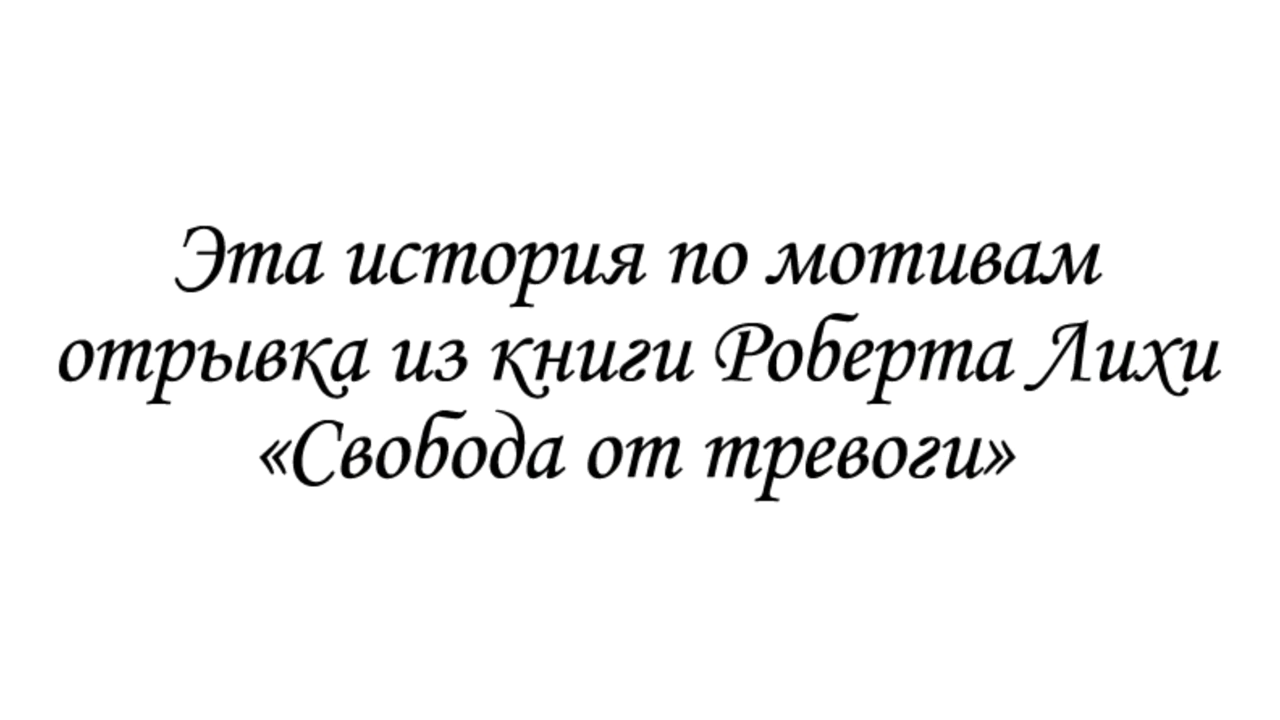 Эта история по мотивам
отрывка из книги Роберта Лихи
«Свобода от тревоги»